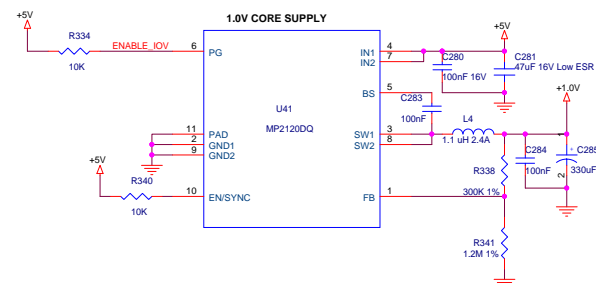 1.0V CORE SUPPLY
+5V
R334
10K
ENABLE_IOV
6
PG
U41
MP2120DQ
IN1
IN2
4
7
+5V
C280
100nF 16V
C281
47uF 16V Low ESR
BS
5
C283
100nF
PAD
GND1
GND2
11
2
9
SW1
SW2
3
8
L4
1.1 uH 2.4A
+1.0V
C284
100nF
1
+
2
C285
330uF
R338
300K 1%
+5V
R340
10K
10
EN/SYNC
FB
1
R341
1.2M 1%